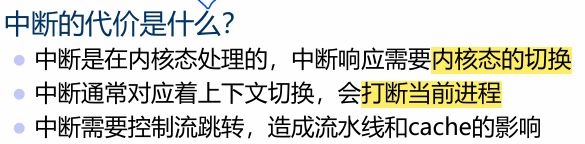 中断的代价是什么？
中断是在内核态处理的，中断响应需要内核态的切换
中断通常对应着上下文切换，会打断当前进程
中断需要控制流跳转，造成流水线和cache的影响